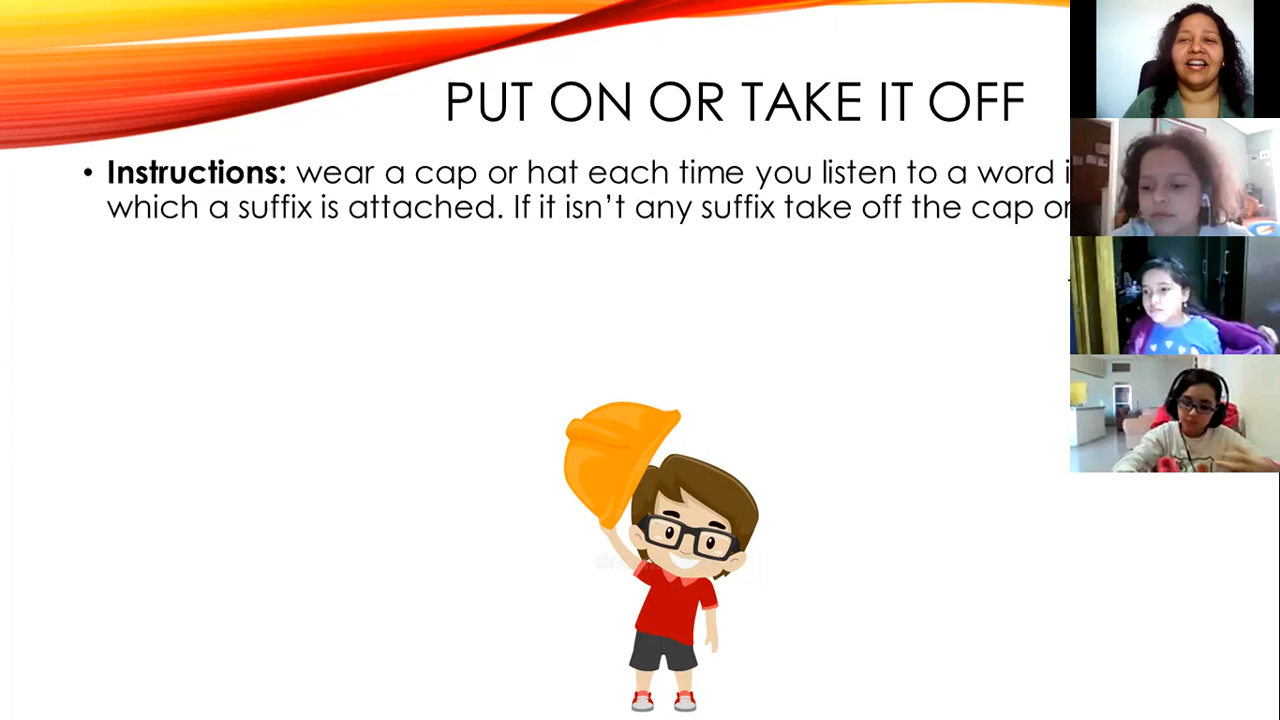 PUT ON OR TAKE IT OFF
• Instructions: wear a cap or hat each time you listen to a word
which a suffix is attached. If it isn't any suffix take off the cap